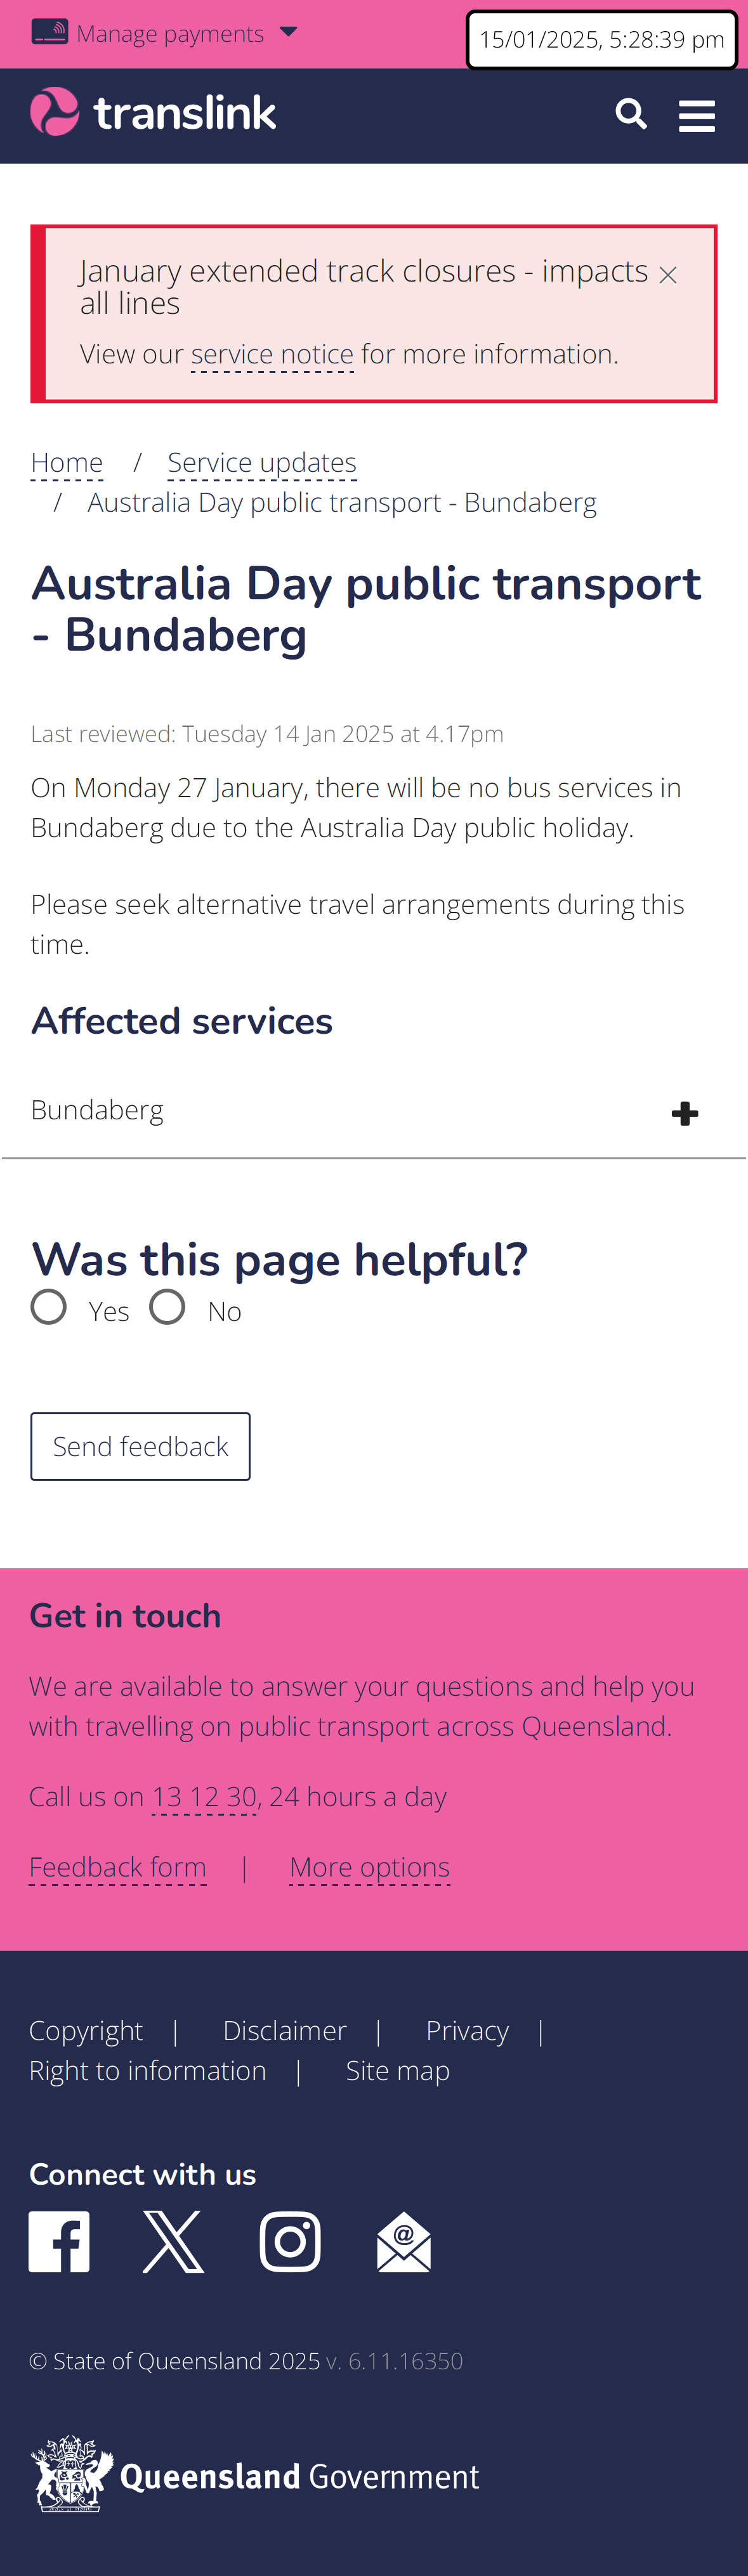 Manage payments
15/01/2025, 5:28:39 pm
translink
January extended track closures - impacts
all lines
View our service notice for more information.
Home / Service updates
/ Australia Day public transport - Bundaberg
Australia Day public transport
- Bundaberg
Last reviewed: Tuesday 14 Jan 2025 at 4.17pm
On Monday 27 January, there will be no bus services in
Bundaberg due to the Australia Day public holiday.
Please seek alternative travel arrangements during this
time.
Affected services
Bundaberg
Was this page helpful?
Yes No
Send feedback
Get in touch
We are available to answer your questions and help you
with travelling on public transport across Queensland.
Call us on 13 12 30, 24 hours a day
Feedback form | More options
Copyright | Disclaimer | Privacy |
Right to information | Site map
Connect with us
© State of Queensland 2025 v. 6.11.16350
Queensland Government